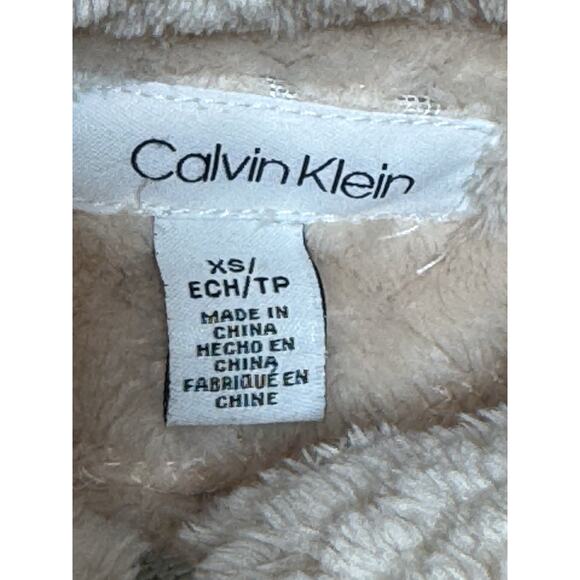 Calvin Klein
XS/
ECH/TP
MADE IN
CHINA
HECHO EN
CHINA
FABRIQUÉ EN
CHINE